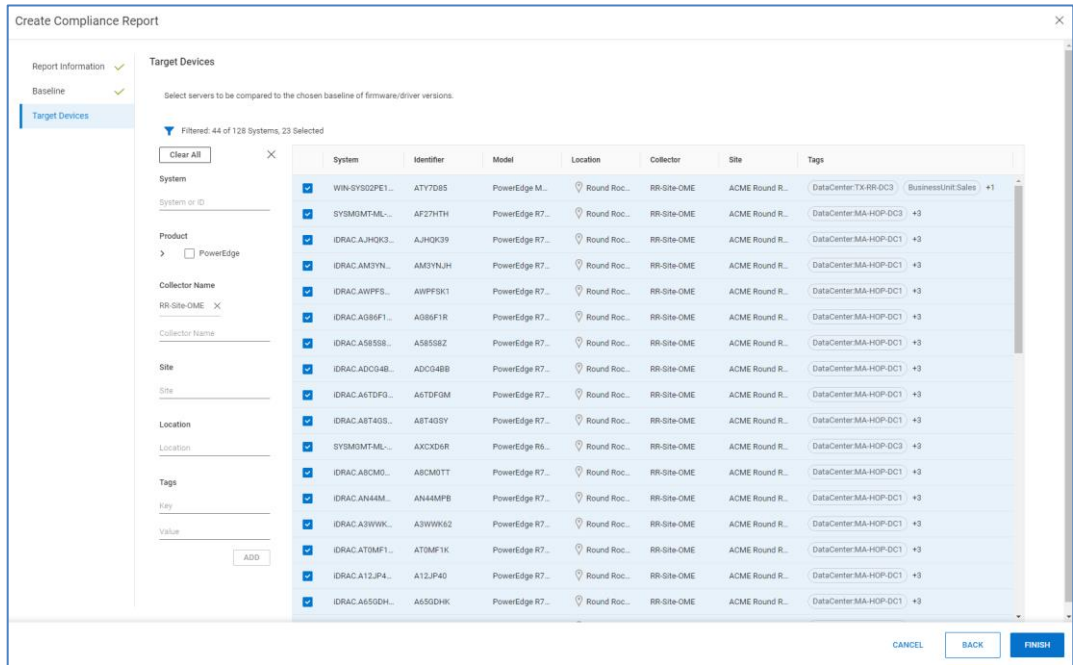 Create Compliance Report
Report Information
Baseline
Target Devices
Target Devices
Select servers to be compared to the chosen baseline of firmware/driver versions.
Filtered: 44 of 128 Systems, 23 Selected
Clear All
System
System or ID
Product
PowerEdge
Collector Name
RR-Site-OME
Collector Name
Site
Site
Location
Location
Tags
Key
Value
ADD
System Identifier Model Location Collector Site Tags
WIN-SYS02PE1... ATY7D85 PowerEdge M... Round Roc... RR-Site-OME ACME Round R... DataCenter:TX-RR-DC3 BusinessUnit:Sales +1
SYSMGMT-ML-... AF27HTH PowerEdge R7... Round Roc... RR-Site-OME ACME Round R... DataCenter:MA-HOP-DC3 +3
iDRAC.AJHQK3... AJHQK39 PowerEdge R7... Round Roc... RR-Site-OME ACME Round R... DataCenter:MA-HOP-DC1 +3
iDRAC.AM3YN... AM3YNJH PowerEdge R7... Round Roc... RR-Site-OME ACME Round R... DataCenter:MA-HOP-DC1 +3
iDRAC.AWPFS... AWPFSK1 PowerEdge R7... Round Roc... RR-Site-OME ACME Round R... DataCenter:MA-HOP-DC1 +3
iDRAC.AG86F1... AG86F1R PowerEdge R7... Round Roc... RR-Site-OME ACME Round R... DataCenter:MA-HOP-DC1 +3
iDRAC.A585S8... A585S8Z PowerEdge R7... Round Roc... RR-Site-OME ACME Round R... DataCenter:MA-HOP-DC1 +3
iDRAC.ADCG4B... ADCG4BB PowerEdge R7... Round Roc... RR-Site-OME ACME Round R... DataCenter:MA-HOP-DC1 +3
iDRAC.A6TDFG... A6TDFGM PowerEdge R7... Round Roc... RR-Site-OME ACME Round R... DataCenter:MA-HOP-DC1 +3
iDRAC.A8T4GS... A8T4GSY PowerEdge R7... Round Roc... RR-Site-OME ACME Round R... DataCenter:MA-HOP-DC1 +3
SYSMGMT-ML-... AXCXD6R PowerEdge R6... Round Roc... RR-Site-OME ACME Round R... DataCenter:MA-HOP-DC3 +3
iDRAC.A8CM0... A8CM0TT PowerEdge R7... Round Roc... RR-Site-OME ACME Round R... DataCenter:MA-HOP-DC1 +3
iDRAC.AN44M... AN44MPB PowerEdge R7... Round Roc... RR-Site-OME ACME Round R... DataCenter:MA-HOP-DC1 +3
iDRAC.A3WWK... A3WWK62 PowerEdge R7... Round Roc... RR-Site-OME ACME Round R... DataCenter:MA-HOP-DC1 +3
iDRAC.AT0MF1... AT0MF1K PowerEdge R7... Round Roc... RR-Site-OME ACME Round R... DataCenter:MA-HOP-DC1 +3
iDRAC.A12JP4... A12JP40 PowerEdge R7... Round Roc... RR-Site-OME ACME Round R... DataCenter:MA-HOP-DC1 +3
iDRAC.A65GDH... A65GDHK PowerEdge R7... Round Roc... RR-Site-OME ACME Round R... DataCenter:MA-HOP-DC1 +3
CANCEL BACK FINISH